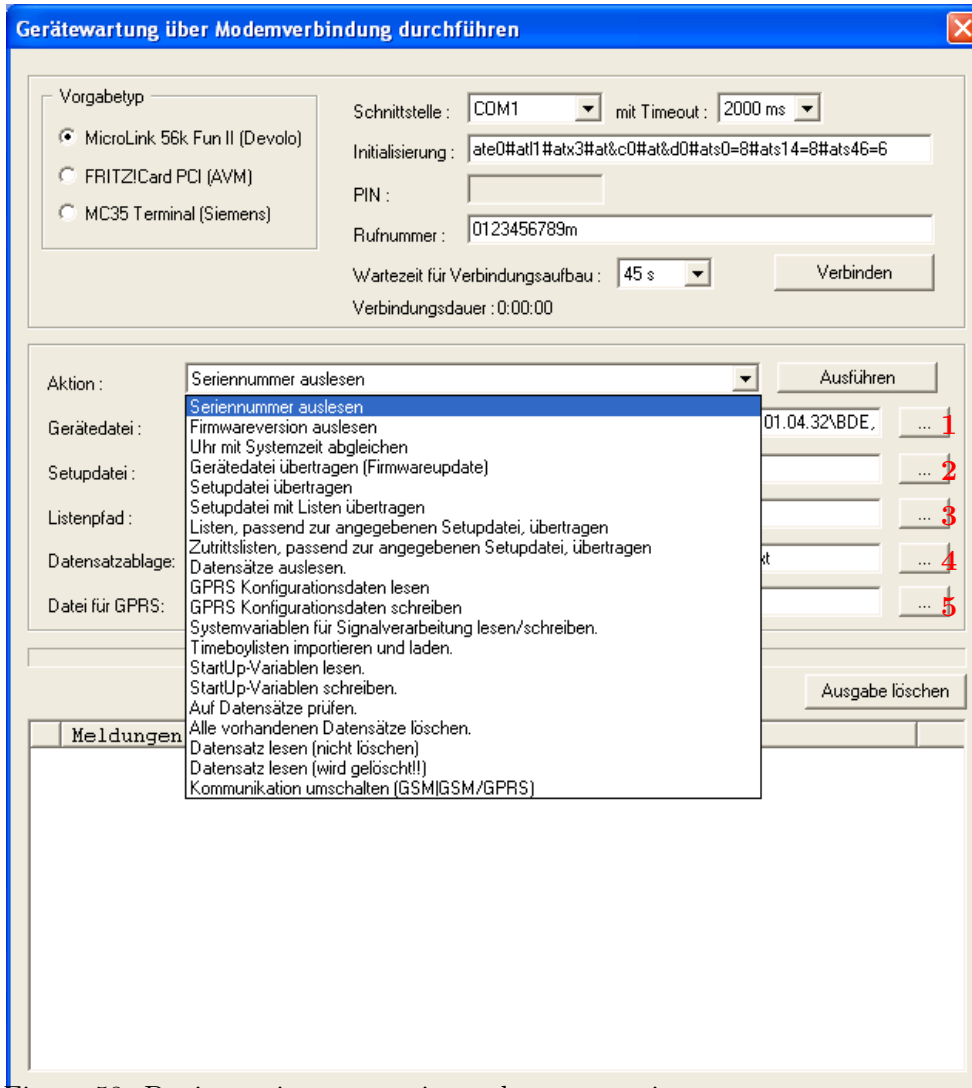 Gerätewartung über Modemverbindung durchführen
Vorgabetyp
MicroLink 56k Fun II (Devolo)
FRITZ!Card PCI (AVM)
MC35 Terminal (Siemens)
Schnittstelle : COM1 mit Timeout : 2000 ms
Initialisierung : ate0#atl1#atx3#at&c0#at&d0#ats0=8#ats14=8#ats46=6
PIN :
Rufnummer : 0123456789m
Wartezeit für Verbindungsaufbau : 45 s Verbinden
Verbindungsdauer : 0:00:00
Aktion : Seriennummer auslesen Ausführen
Seriennummer auslesen
Firmwareversion auslesen
Uhr mit Systemzeit abgleichen
Gerätedatei übertragen (Firmwareupdate)
Setupdatei übertragen
Setupdatei mit Listen übertragen
Listen, passend zur angegebenen Setupdatei, übertragen
Zutrittslisten, passend zur angegebenen Setupdatei, übertragen
Datensätze auslesen.
GPRS Konfigurationsdaten lesen
GPRS Konfigurationsdaten schreiben
Systemvariablen für Signalverarbeitung lesen/schreiben.
Timeboylisten importieren und laden.
StartUp-Variablen lesen.
StartUp-Variablen schreiben.
Auf Datensätze prüfen.
Alle vorhandenen Datensätze löschen.
Datensatz lesen (nicht löschen)
Datensatz lesen (wird gelöscht!!)
Kommunikation umschalten (GSM|GSM/GPRS)
Gerätedatei : 01.04.32\BDE, ... 1
Setupdatei : ... 2
Listenpfad : ... 3
Datensatzablage: xt ... 4
Datei für GPRS: ... 5
Ausgabe löschen
Meldungen